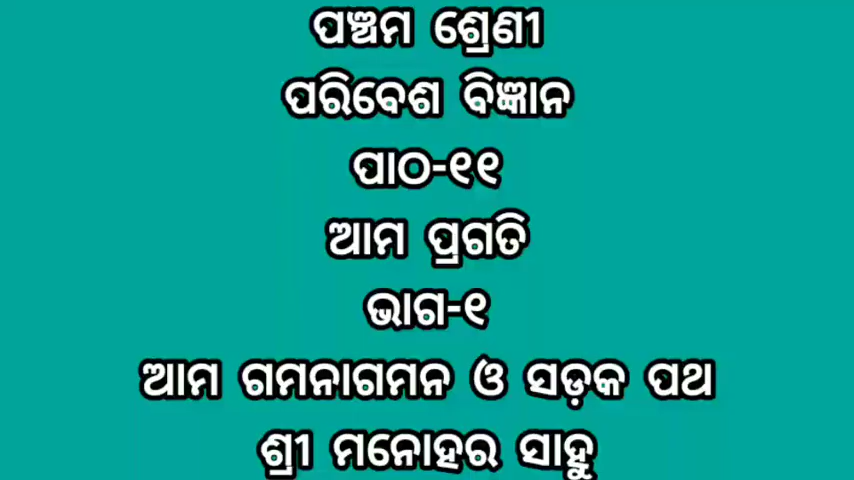 ପଞ୍ଚମ ଶ୍ରେଣୀ
ପରିବେଶ ବିଜ୍ଞାନ
ପାଠ-୧୧
ଆମ ପ୍ରଗତି
ଭାଗ-୧
ଆମ ଗମନାଗମନ ଓ ସଡ଼କ ପଥ
ଶ୍ରୀ ମନୋହର ସାହୁ